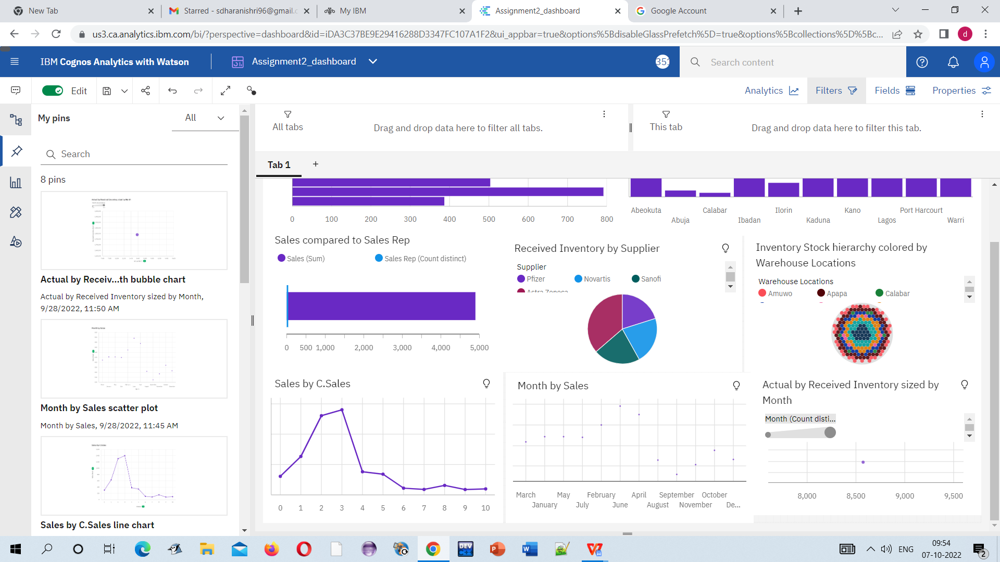 New Tab
Starred - sdharanishri96@gmail.c
My IBM
Assignment2_dashboard
Google Account
us3.ca.analytics.ibm.com/bi/?perspective=dashboard&id=iDA3C37BE9E29416288D3347FC107A1F2&ui_appbar=true&options%5BdisableGlassPrefetch%5D=true&options%5Bcollections%5D%5Bc...
d
IBM Cognos Analytics with Watson
Assignment2_dashboard
351
Search content
Edit
Analytics
Filters
Fields
Properties
My pins
All
Search
8 pins
Actual by Receiv...th bubble chart
Actual by Received Inventory sized by Month,
9/28/2022, 11:50 AM
Month by Sales scatter plot
Month by Sales, 9/28/2022, 11:45 AM
Sales by C.Sales line chart
All tabs
Drag and drop data here to filter all tabs.
This tab
Drag and drop data here to filter this tab.
Tab 1
0 100 200 300 400 500 600 700 800
Abeokuta Calabar Ilorin Kano Port Harcourt
Abuja Ibadan Kaduna Lagos Warri
Sales compared to Sales Rep
Sales (Sum)
Sales Rep (Count distinct)
0 500 1,000 2,000 3,000 4,000 5,000
Received Inventory by Supplier
Supplier
Pfizer Novartis Sanofi
Astra Zeneca
Inventory Stock hierarchy colored by
Warehouse Locations
Warehouse Locations
Amuwo Apapa Calabar
Sales by C.Sales
0 1 2 3 4 5 6 7 8 9 10
Month by Sales
March May February April September October
January July June August November De...
Actual by Received Inventory sized by
Month
Month (Count disti...
8,000 8,500 9,000 9,500
DEV
C++
ENG
09:54
07-10-2022
2